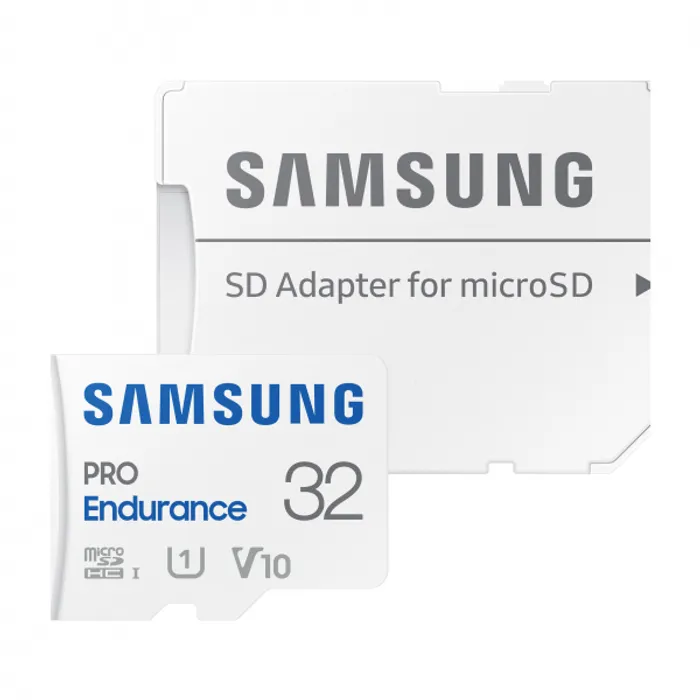 SAMSUNG
SD Adapter for microSD
SAMSUNG
PRO
Endurance
32
micro
SD
HC I
U1
V10